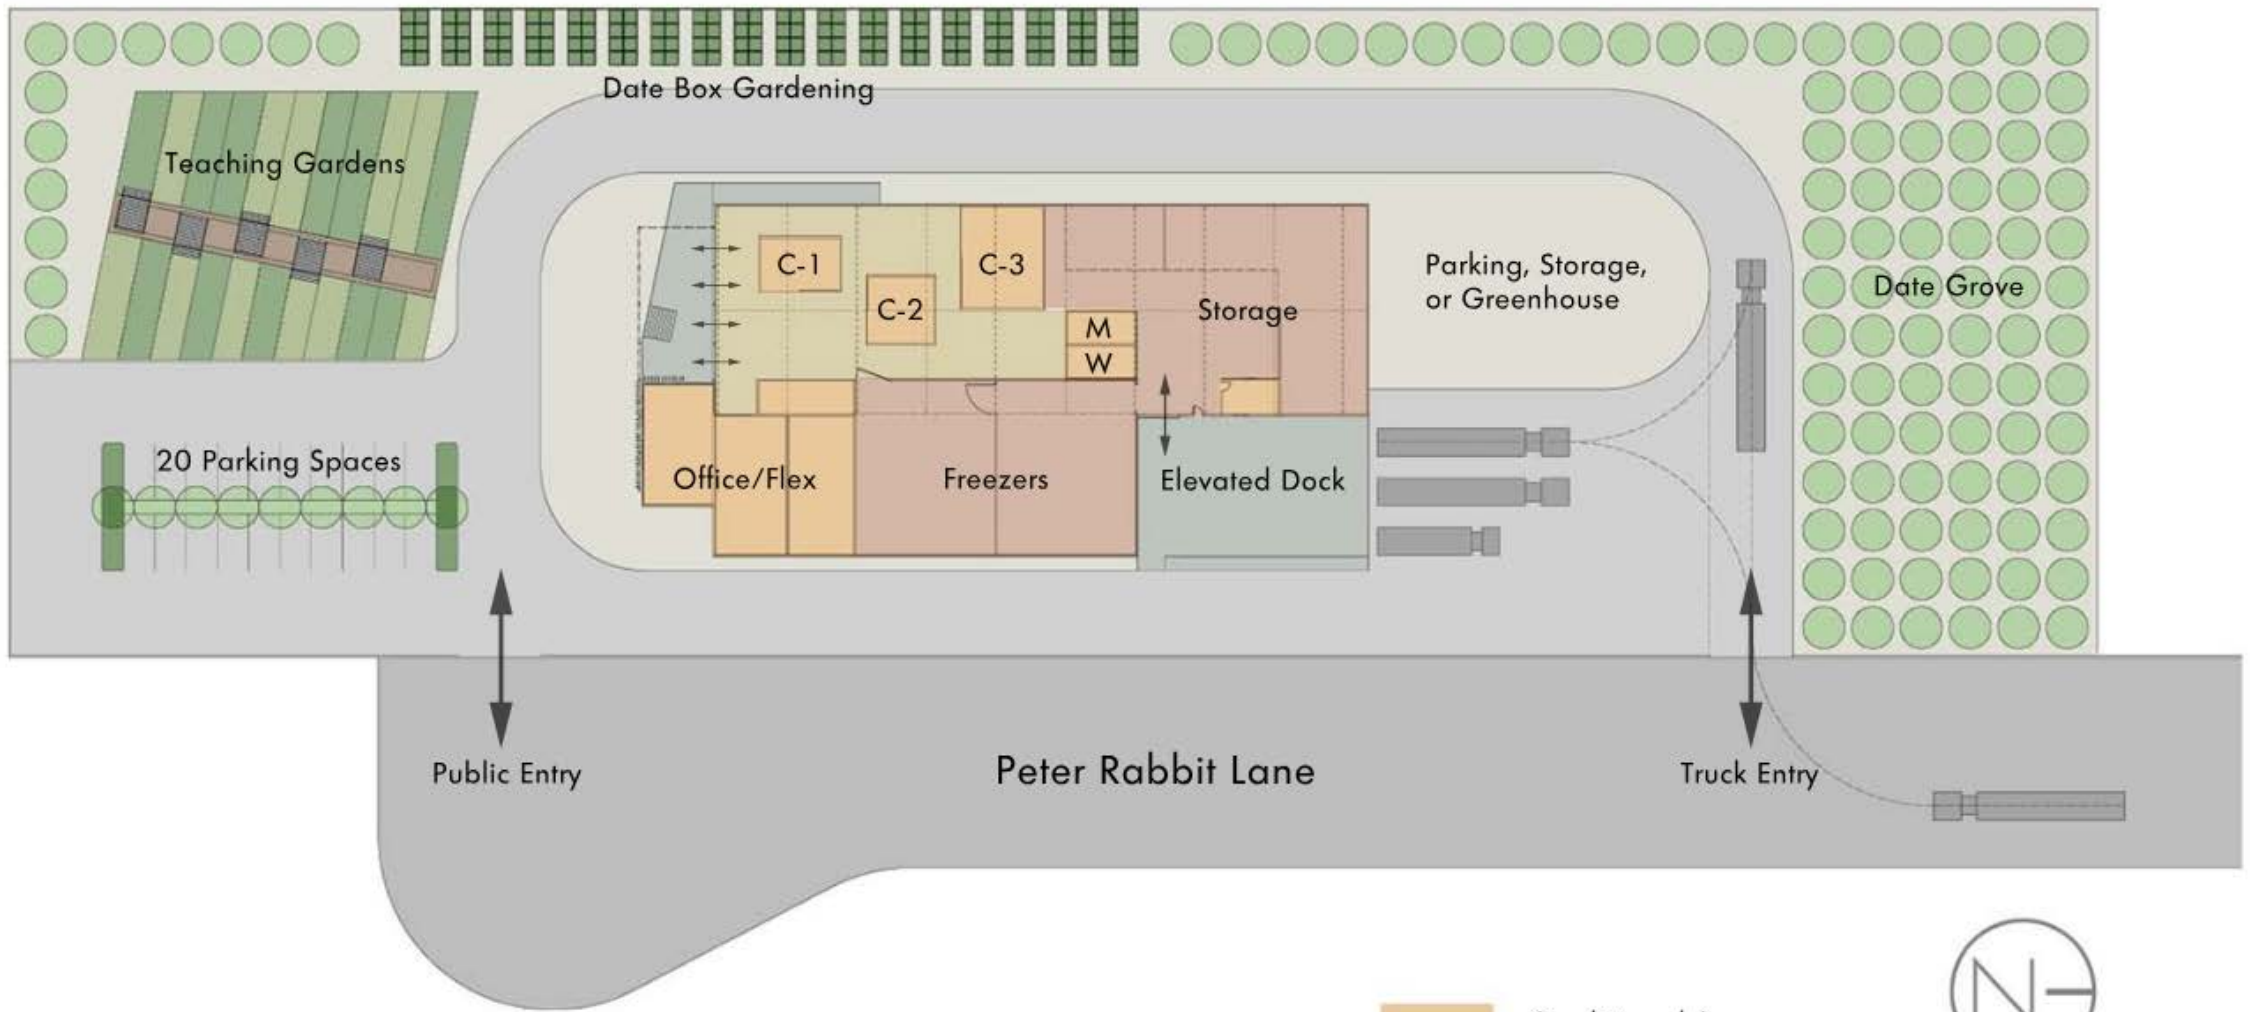 Date Box Gardening
Teaching Gardens
C-1
C-2
C-3
M
W
Storage
Parking, Storage,
or Greenhouse
Date Grove
20 Parking Spaces
Office/Flex
Freezers
Elevated Dock
Public Entry
Peter Rabbit Lane
Truck Entry
N